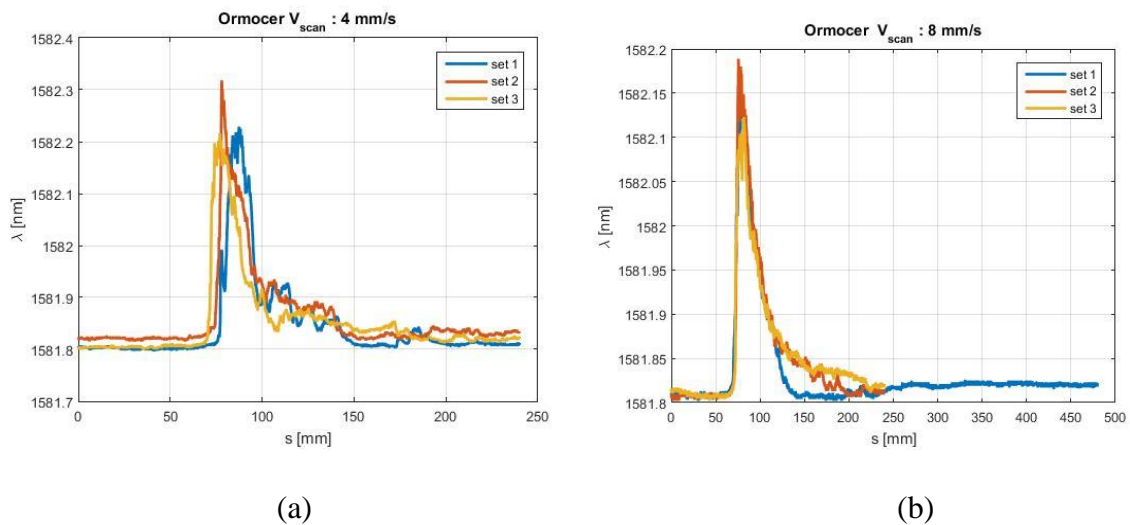 Ormocer V_scan : 4 mm/s
1582.4
1582.3
1582.2
1582.1
1582
1581.9
1581.8
1581.7
λ [nm]
0 50 100 150 200 250
s [mm]
set 1
set 2
set 3
(a)
Ormocer V_scan : 8 mm/s
1582.2
1582.15
1582.1
1582.05
1582
1581.95
1581.9
1581.85
1581.8
λ [nm]
0 50 100 150 200 250 300 350 400 450 500
s [mm]
set 1
set 2
set 3
(b)